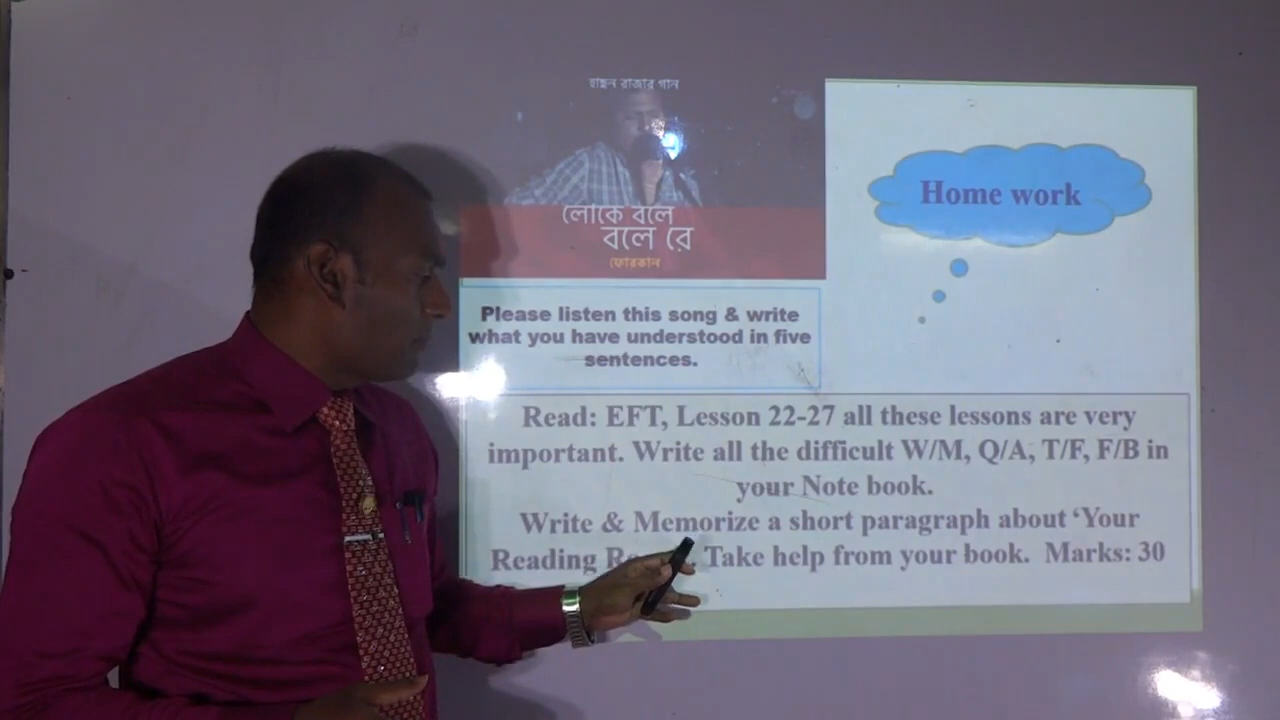 হাছন রাজার গান
লোকে বলে
বলে রে
ফোরকান
Home work
Please listen this song & write
what you have understood in five
sentences.
Read: EFT, Lesson 22-27 all these lessons are very
important. Write all the difficult W/M, Q/A, T/F, F/B in
your Note book.
Write & Memorize a short paragraph about ‘Your
Reading Take help from your book. Marks: 30